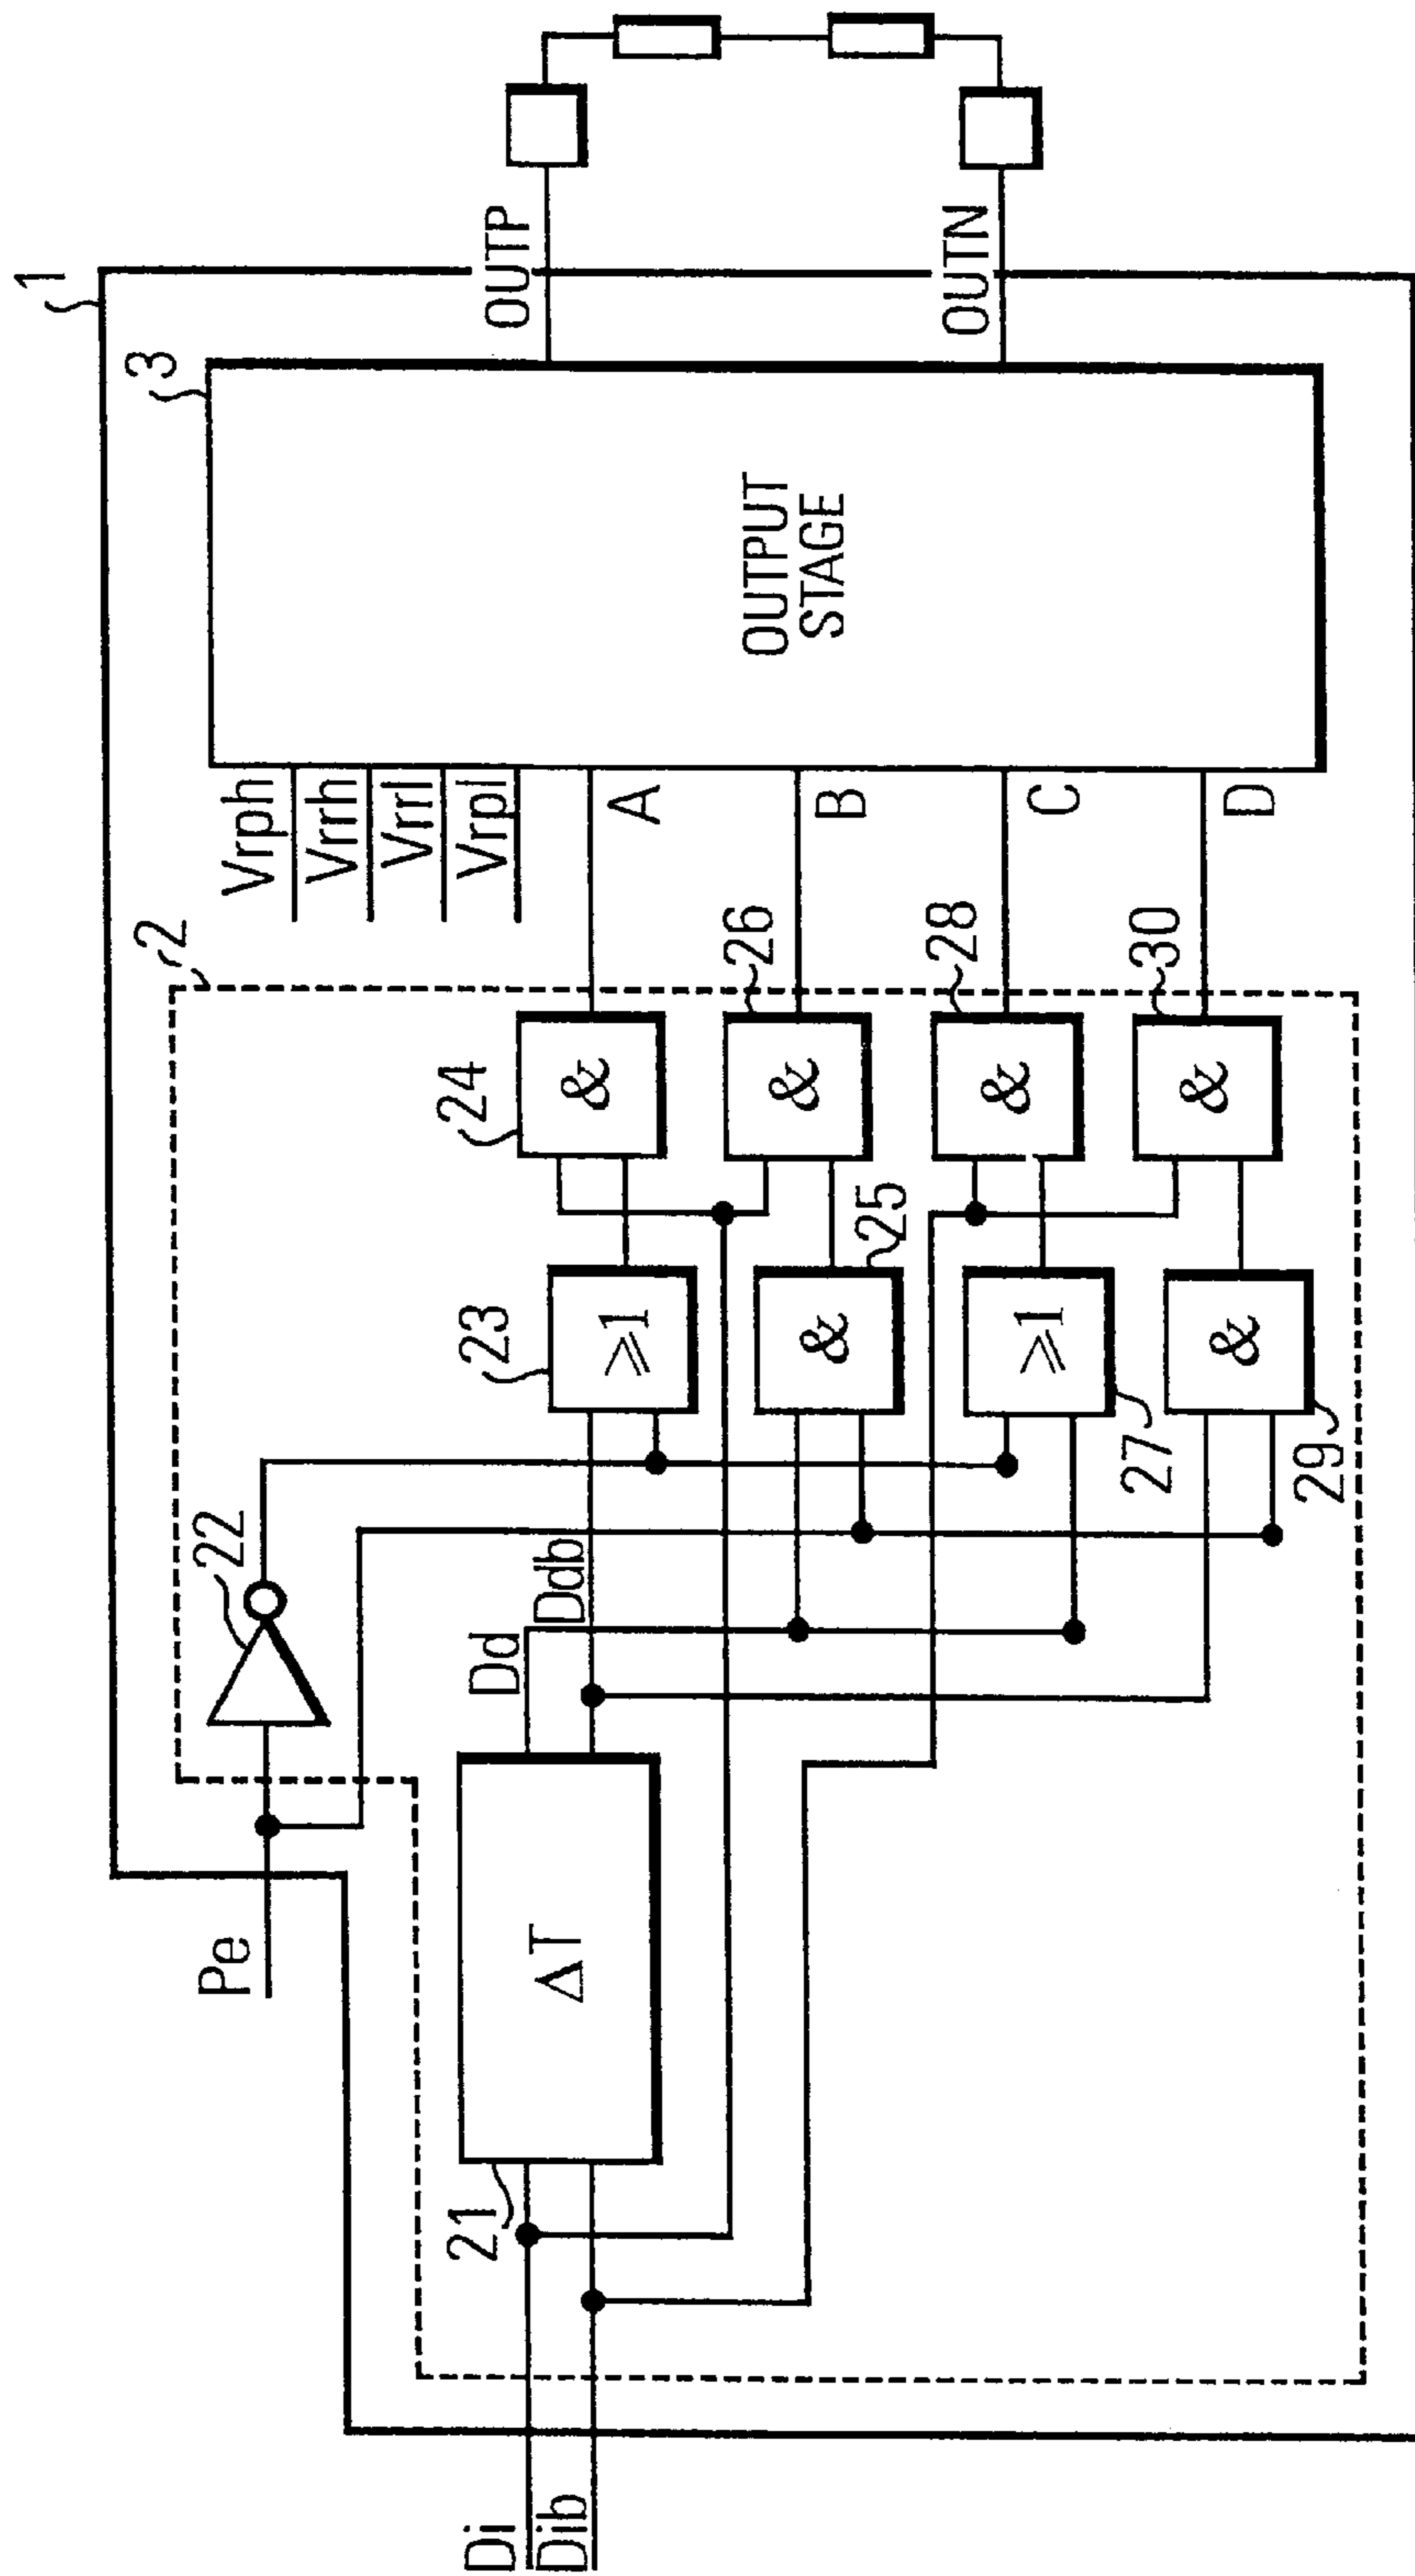 1
3
OUTP
OUTN
OUTPUT
STAGE
Vrph
Vrrh
Vrrl
Vrpl
A
B
C
D
2
24
&
26
&
28
&
30
&
23
≥1
25
&
27
≥1
29
&
22
Pe
Dd
Ddb
ΔT
21
Di
Dib